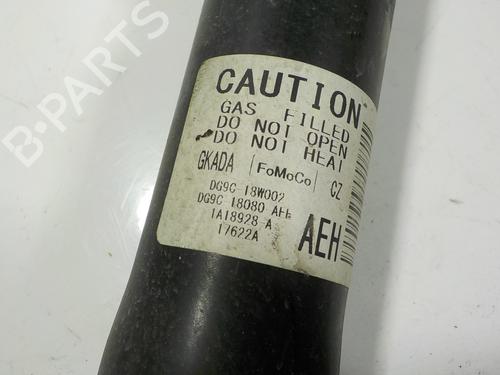 B-PARTS
CAUTION
GAS FILLED
DO NOT OPEN
DO NOT HEAT
GKADA FoMoCo CZ
DG9C-18W002
DG9C-18080-AEH
1A18928-A
17622A
AEH